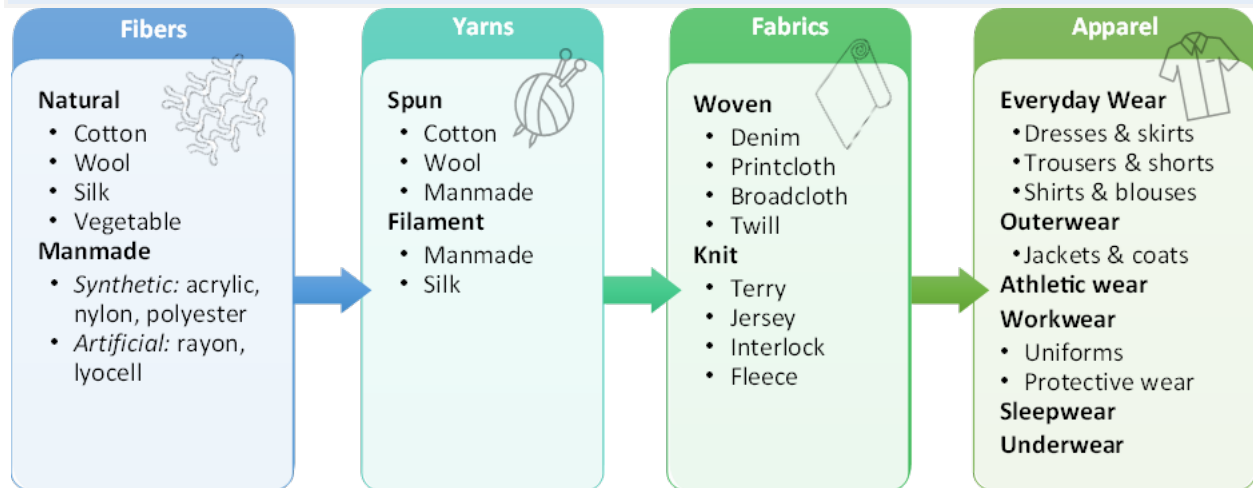 Fibers
Natural
• Cotton
• Wool
• Silk
• Vegetable
Manmade
• Synthetic: acrylic,
nylon, polyester
• Artificial: rayon,
lyocell
Yarns
Spun
• Cotton
• Wool
• Manmade
Filament
• Manmade
• Silk
Fabrics
Woven
• Denim
• Printcloth
• Broadcloth
• Twill
Knit
• Terry
• Jersey
• Interlock
• Fleece
Apparel
Everyday Wear
• Dresses & skirts
• Trousers & shorts
• Shirts & blouses
Outerwear
• Jackets & coats
Athletic wear
Workwear
• Uniforms
• Protective wear
Sleepwear
Underwear